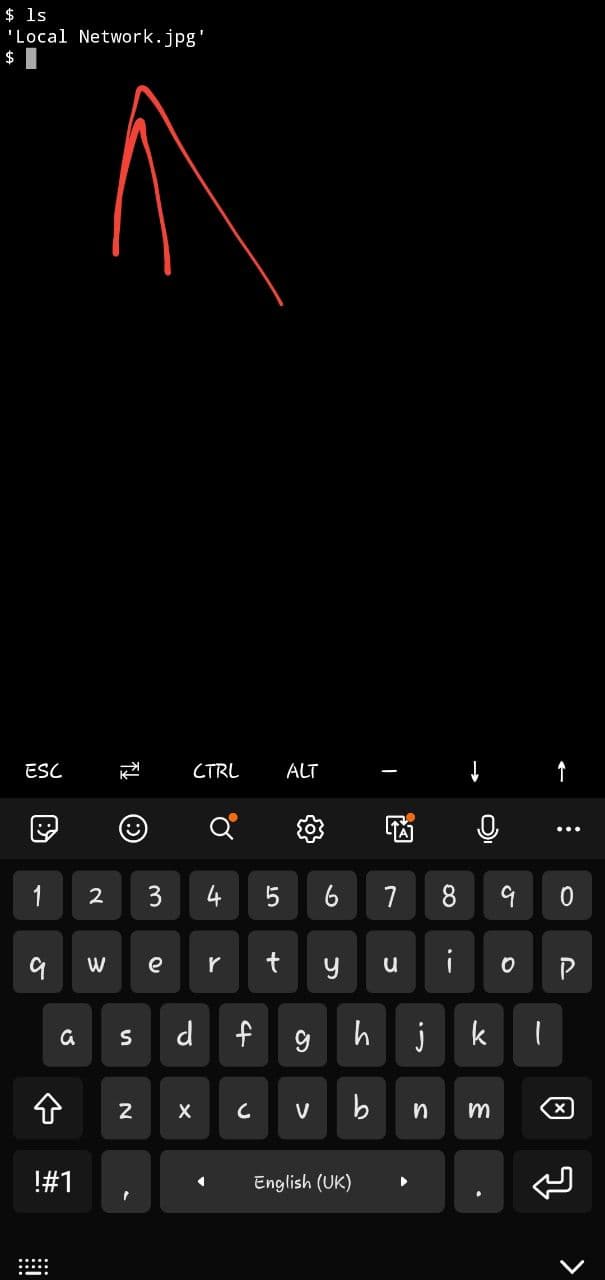 $ ls
'Local Network.jpg'
$
ESC CTRL ALT — ↓ ↑
1 2 3 4 5 6 7 8 9 0
q w e r t y u i o p
a s d f g h j k l
z x c v b n m
!#1 , English (UK) .